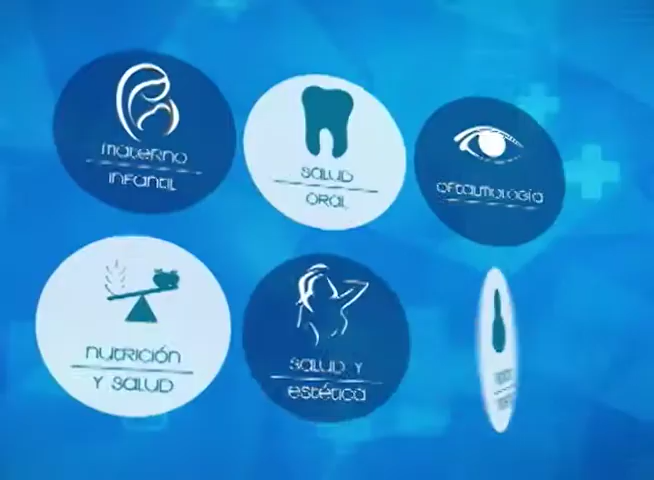 materno
infantil
salud
oral
oftalmología
nutrición
y salud
salud y
estética